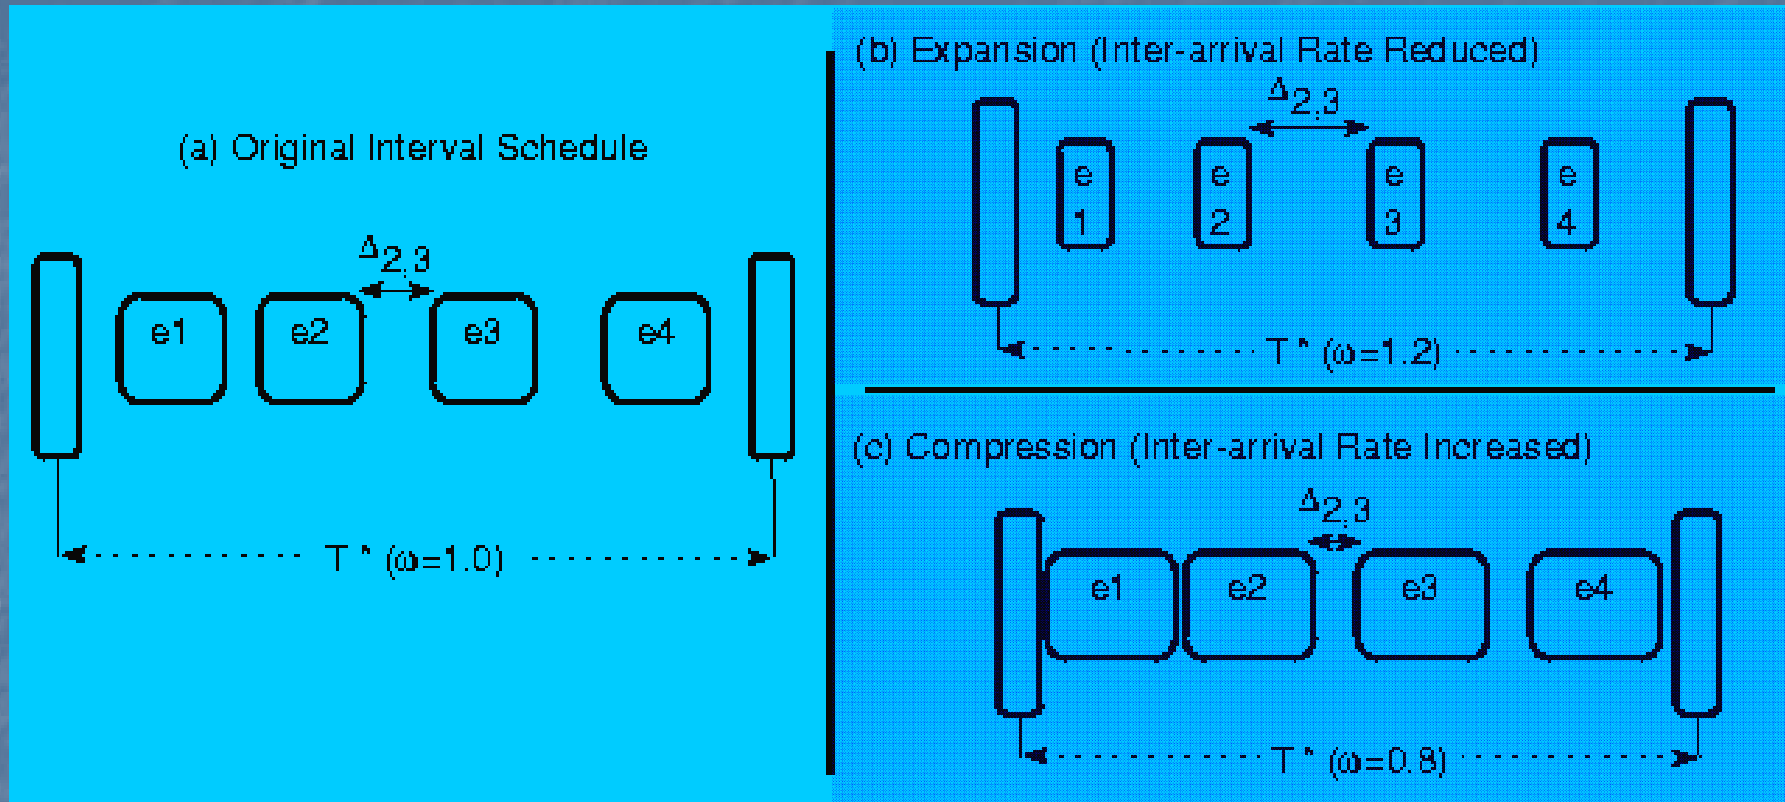 (a) Original Interval Schedule
Δ2,3
e1 e2 e3 e4
T * (ω=1.0)
(b) Expansion (Inter-arrival Rate Reduced)
Δ2,3
e e e e
1 2 3 4
T * (ω=1.2)
(c) Compression (Inter-arrival Rate Increased)
Δ2,3
e1 e2 e3 e4
T * (ω=0.8)